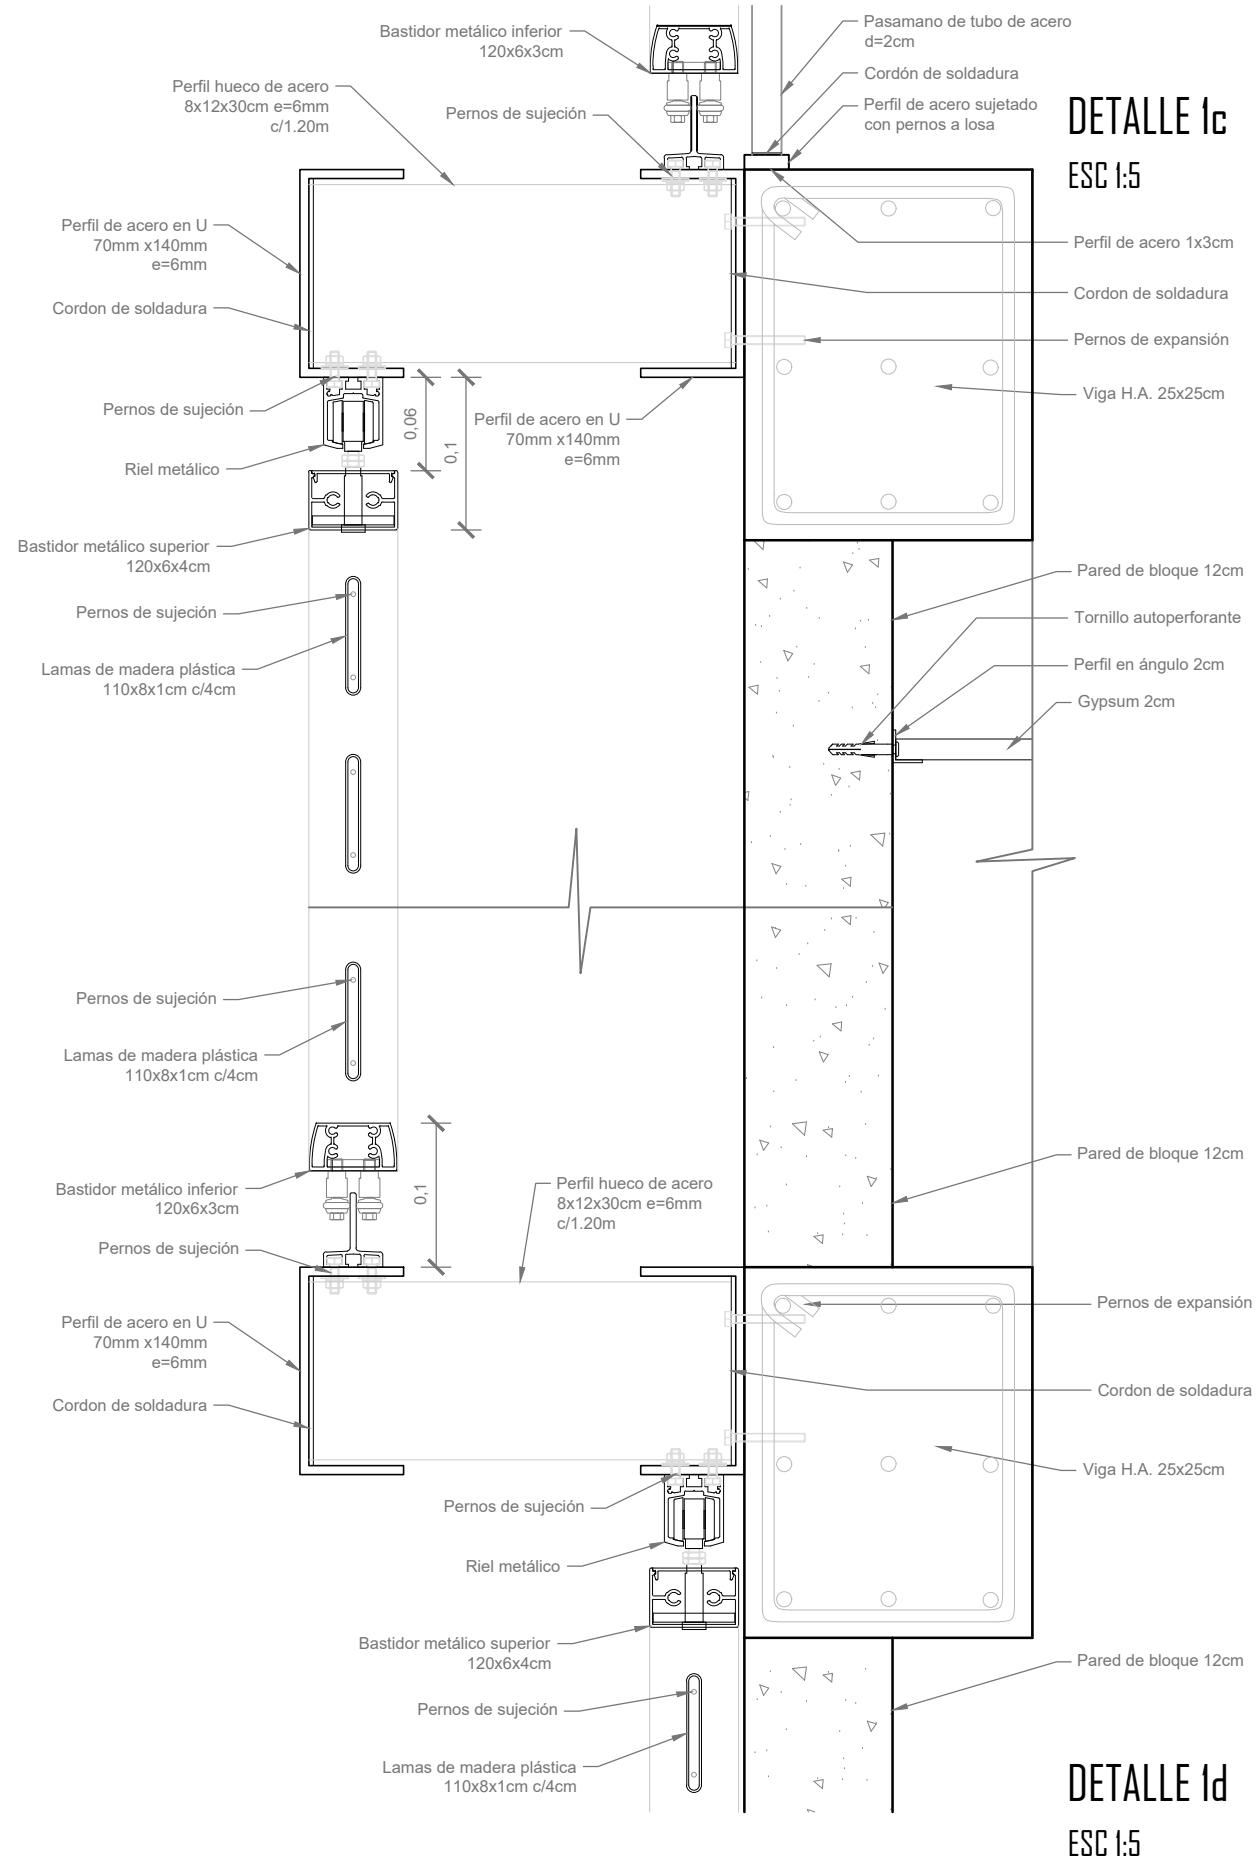 Bastidor metálico inferior
120x6x3cm
Pasamano de tubo de acero
d=2cm
Cordón de soldadura
Perfil de acero sujetado
con pernos a losa
DETALLE 1c
ESC 1:5
Perfil hueco de acero
8x12x30cm e=6mm
c/1.20m
Pernos de sujeción
Perfil de acero en U
70mm x140mm
e=6mm
Perfil de acero 1x3cm
Cordon de soldadura
Cordon de soldadura
Pernos de expansión
Viga H.A. 25x25cm
Pernos de sujeción
0,06
0,1
Perfil de acero en U
70mm x140mm
e=6mm
Riel metálico
Bastidor metálico superior
120x6x4cm
Pared de bloque 12cm
Pernos de sujeción
Tornillo autoperforante
Lamas de madera plástica
110x8x1cm c/4cm
Perfil en ángulo 2cm
Gypsum 2cm
Pernos de sujeción
Lamas de madera plástica
110x8x1cm c/4cm
Pared de bloque 12cm
Bastidor metálico inferior
120x6x3cm
0,1
Perfil hueco de acero
8x12x30cm e=6mm
c/1.20m
Pernos de sujeción
Pernos de expansión
Perfil de acero en U
70mm x140mm
e=6mm
Cordon de soldadura
Cordon de soldadura
Viga H.A. 25x25cm
Pernos de sujeción
Riel metálico
Bastidor metálico superior
120x6x4cm
Pared de bloque 12cm
Pernos de sujeción
Lamas de madera plástica
110x8x1cm c/4cm
DETALLE 1d
ESC 1:5